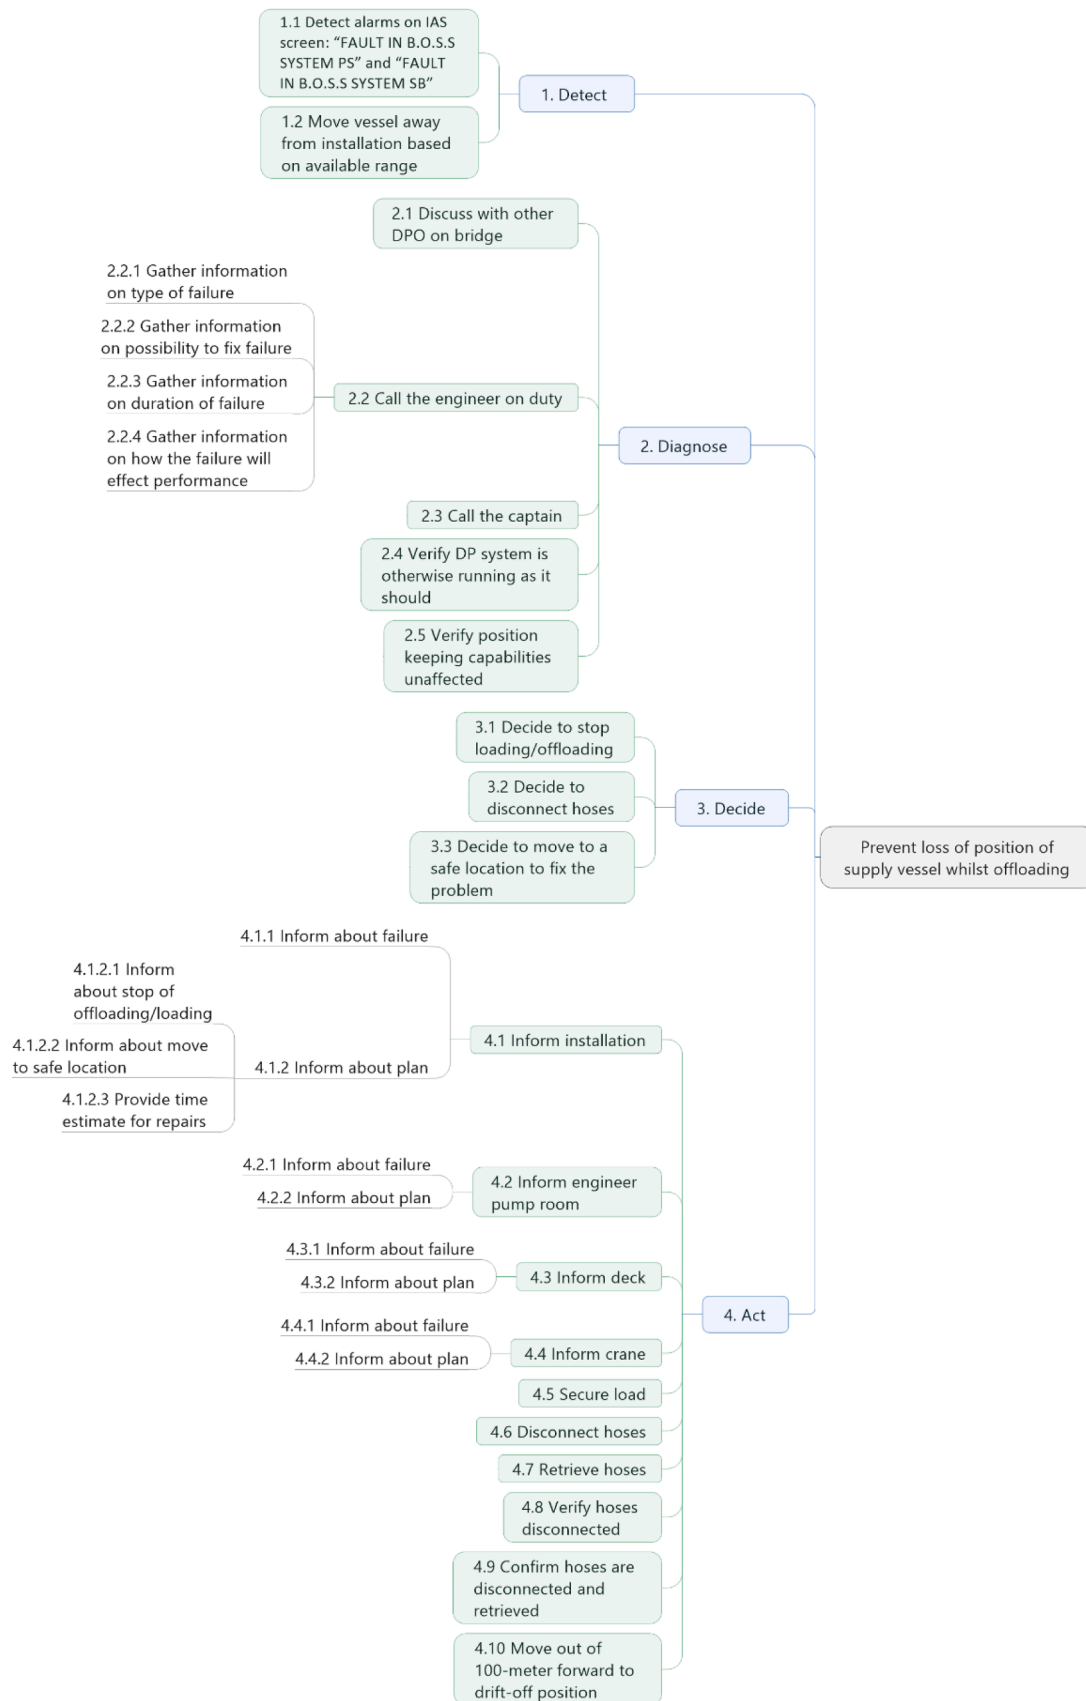 1.1 Detect alarms on IAS
screen: “FAULT IN B.O.S.S
SYSTEM PS” and “FAULT
IN B.O.S.S SYSTEM SB”
1. Detect
1.2 Move vessel away
from installation based
on available range
2.1 Discuss with other
DPO on bridge
2.2.1 Gather information
on type of failure
2.2.2 Gather information
on possibility to fix failure
2.2.3 Gather information
on duration of failure
2.2.4 Gather information
on how the failure will
effect performance
2.2 Call the engineer on duty
2. Diagnose
2.3 Call the captain
2.4 Verify DP system is
otherwise running as it
should
2.5 Verify position
keeping capabilities
unaffected
3.1 Decide to stop
loading/offloading
3.2 Decide to
disconnect hoses
3. Decide
3.3 Decide to move to a
safe location to fix the
problem
Prevent loss of position of
supply vessel whilst offloading
4.1.1 Inform about failure
4.1.2.1 Inform
about stop of
offloading/loading
4.1.2.2 Inform about move
to safe location
4.1.2.3 Provide time
estimate for repairs
4.1.2 Inform about plan
4.1 Inform installation
4.2.1 Inform about failure
4.2.2 Inform about plan
4.2 Inform engineer
pump room
4.3.1 Inform about failure
4.3.2 Inform about plan
4.3 Inform deck
4. Act
4.4.1 Inform about failure
4.4.2 Inform about plan
4.4 Inform crane
4.5 Secure load
4.6 Disconnect hoses
4.7 Retrieve hoses
4.8 Verify hoses
disconnected
4.9 Confirm hoses are
disconnected and
retrieved
4.10 Move out of
100-meter forward to
drift-off position